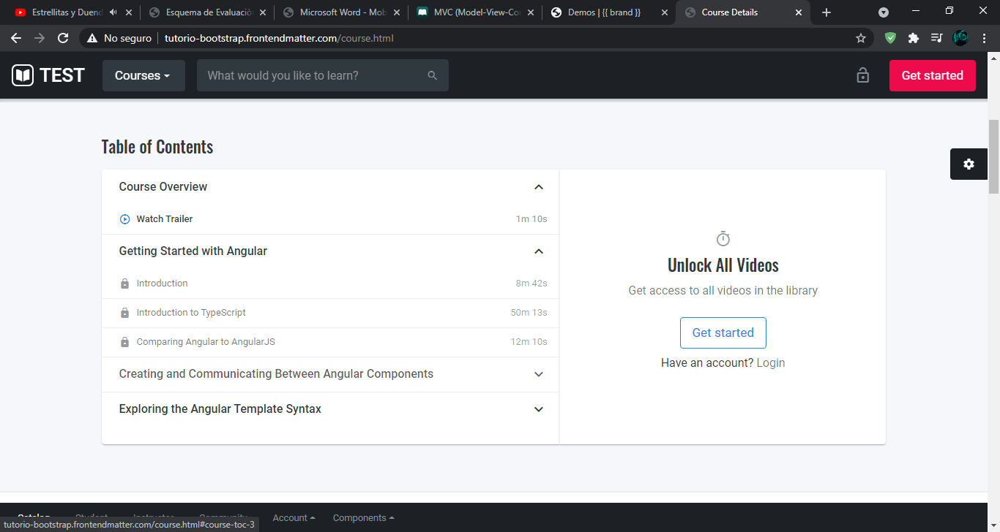 Estrellitas y Duend
Esquema de Evaluaciò
Microsoft Word - Mob
MVC (Model-View-Co
Demos | {{ brand }}
Course Details
No seguro
tutorio-bootstrap.frontendmatter.com/course.html
TEST
Courses
What would you like to learn?
Get started
Table of Contents
Course Overview
Watch Trailer 1m 10s
Getting Started with Angular
Introduction 8m 42s
Introduction to TypeScript 50m 13s
Comparing Angular to AngularJS 12m 10s
Creating and Communicating Between Angular Components
Exploring the Angular Template Syntax
Unlock All Videos
Get access to all videos in the library
Get started
Have an account? Login
Catalog Student Instructor Community Account Components
tutorio-bootstrap.frontendmatter.com/course.html#course-toc-3